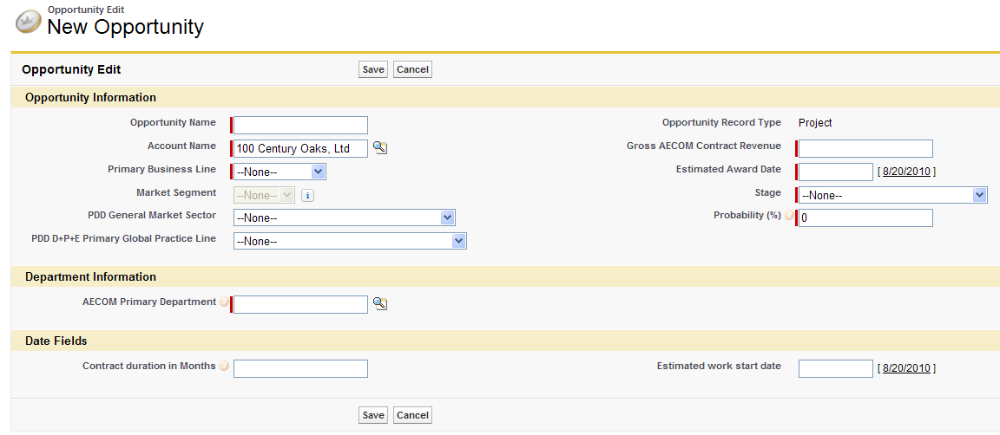 Opportunity Edit
New Opportunity
Opportunity Edit Save Cancel
Opportunity Information
Opportunity Name Opportunity Record Type Project
Account Name 100 Century Oaks, Ltd Gross AECOM Contract Revenue
Primary Business Line --None-- Estimated Award Date [ 8/20/2010 ]
Market Segment --None-- i Stage --None--
PDD General Market Sector --None-- Probability (%) ? 0
PDD D+P+E Primary Global Practice Line --None--
Department Information
AECOM Primary Department ?
Date Fields
Contract duration in Months ? Estimated work start date [ 8/20/2010 ]
Save Cancel